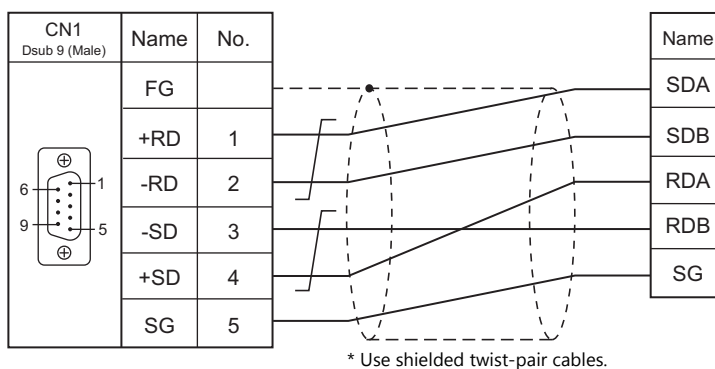 CN1
Dsub 9 (Male)
Name No.
Name
FG
SDA
+RD 1
SDB
-RD 2
RDA
-SD 3
RDB
+SD 4
SG
SG 5
6
1
9
5
* Use shielded twist-pair cables.